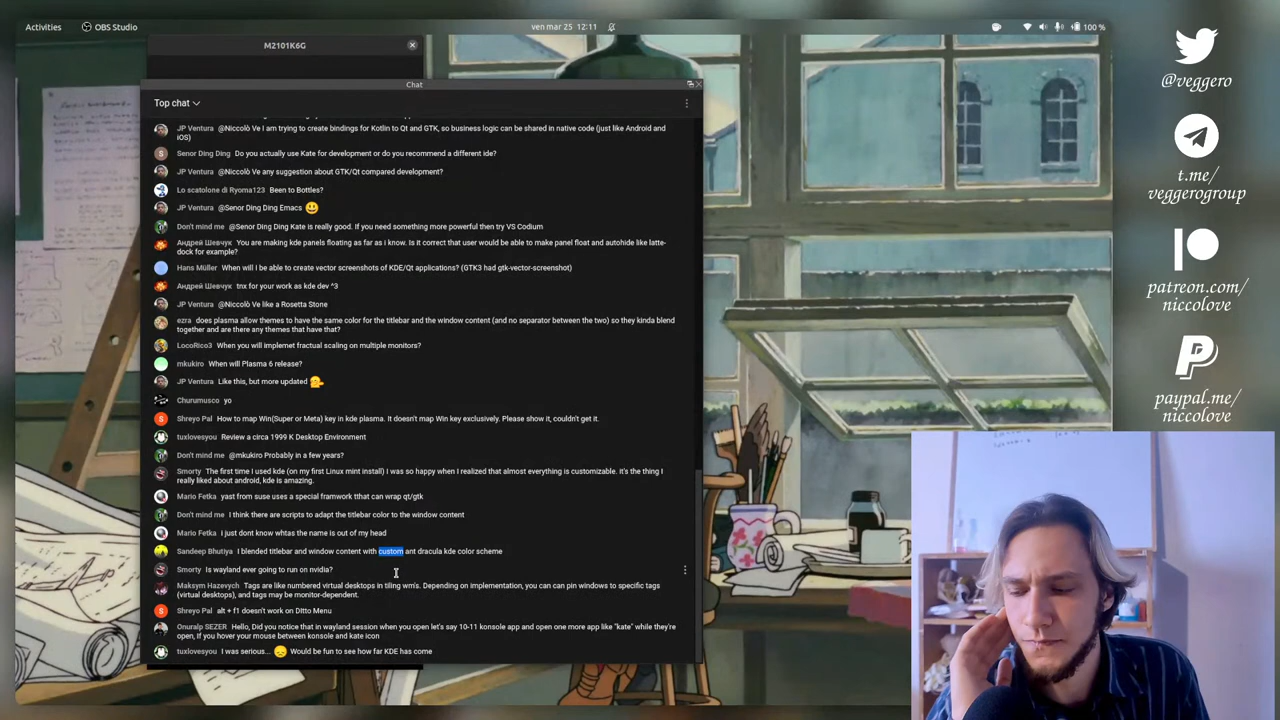 Activities
OBS Studio
ven mar 25 12:11
100 %
M2101K6G
Chat
Top chat
JP Ventura @Niccolò Ve I am trying to create bindings for Kotlin to Qt and GTK, so business logic can be shared in native code (just like Android and
iOS)
Senor Ding Ding Do you actually use Kate for development or do you recommend a different ide?
JP Ventura @Niccolò Ve any suggestion about GTK/Qt compared development?
Lo scatolone di Ryoma123 Been to Bottles?
JP Ventura @Senor Ding Ding Emacs 😃
Don't mind me @Senor Ding Ding Kate is really good. If you need something more powerful then try VS Codium
Андрей Шевчук You are making kde panels floating as far as i know. Is it correct that user would be able to make panel float and autohide like latte-
dock for example?
Hans Müller When will I be able to create vector screenshots of KDE/Qt applications? (GTK3 had gtk-vector-screenshot)
Андрей Шевчук tnx for your work as kde dev ^3
JP Ventura @Niccolò Ve like a Rosetta Stone
ezra does plasma allow themes to have the same color for the titlebar and the window content (and no separator between the two) so they kinda blend
together and are there any themes that have that?
LocoRico3 When you will implemet fractual scaling on multiple monitors?
mkukiro When will Plasma 6 release?
JP Ventura Like this, but more updated
Churumusco yo
Shreyo Pal How to map Win(Super or Meta) key in kde plasma. It doesn't map Win key exclusively. Please show it, couldn't get it.
tuxlovesyou Review a circa 1999 K Desktop Environment
Don't mind me @mkukiro Probably in a few years?
Smorty The first time I used kde (on my first Linux mint install) I was so happy when I realized that almost everything is customizable. it's the thing I
really liked about android, kde is amazing.
Mario Fetka yast from suse uses a special framwork tthat can wrap qt/gtk
Don't mind me I think there are scripts to adapt the titlebar color to the window content
Mario Fetka I just dont know whtas the name is out of my head
Sandeep Bhutiya I blended titlebar and window content with custom ant dracula kde color scheme
Smorty Is wayland ever going to run on nvidia?
Maksym Hazevych Tags are like numbered virtual desktops in tiling wm's. Depending on implementation, you can can pin windows to specific tags
(virtual desktops), and tags may be monitor-dependent.
Shreyo Pal alt + f1 doesn't work on DItto Menu
Onuralp SEZER Hello, Did you notice that in wayland session when you open let's say 10-11 konsole app and open one more app like "kate" while they're
open, If you hover your mouse between konsole and kate icon
tuxlovesyou I was serious... 😞 Would be fun to see how far KDE has come
@veggero
t.me/
veggerogroup
patreon.com/
niccolove
paypal.me/
niccolove